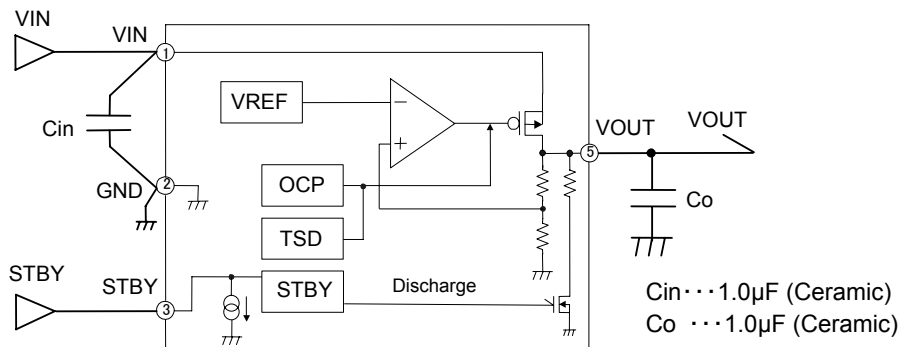 VIN
VIN
1
VREF
−
+
Cin
VOUT
VOUT
5
2
GND
OCP
Co
TSD
STBY
STBY
3
STBY
Discharge
Cin･･･1.0µF (Ceramic)
Co ･･･1.0µF (Ceramic)